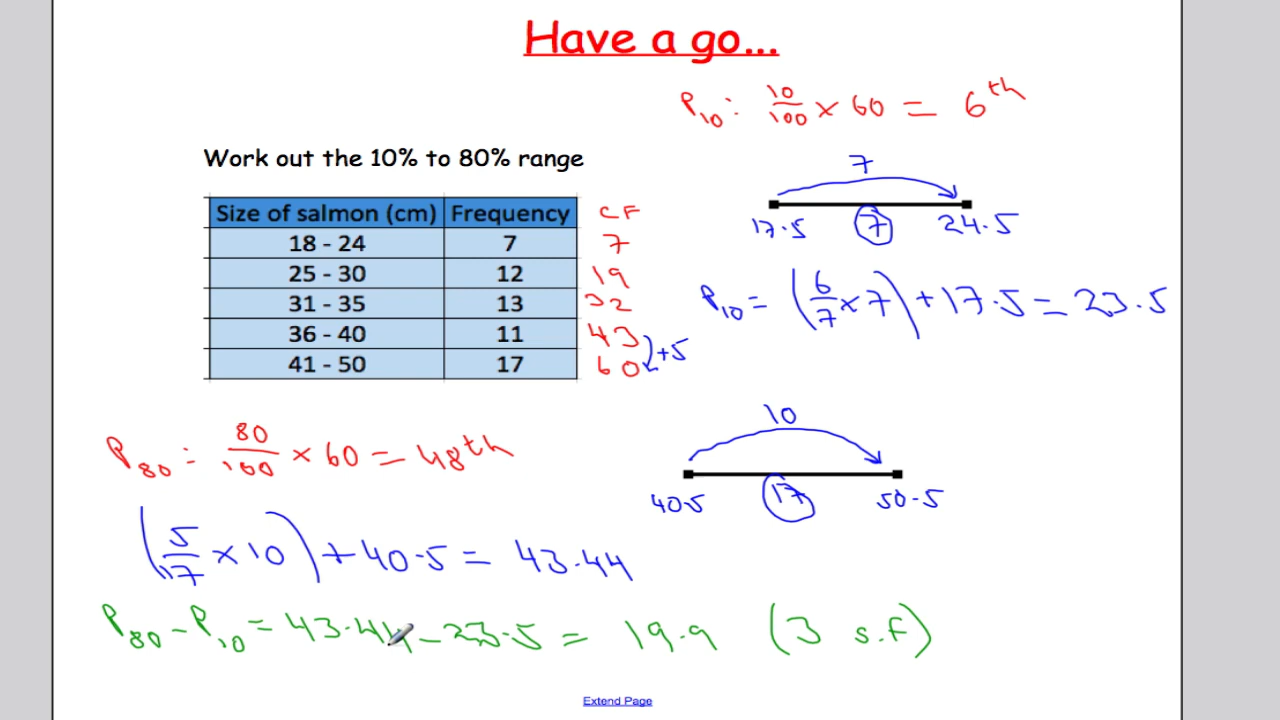 Have a go...
P10: 10/100 × 60 = 6th
Work out the 10% to 80% range
7
17.5 7 24.5
Size of salmon (cm) Frequency CF
18 - 24 7 7
25 - 30 12 19
31 - 35 13 32
36 - 40 11 43
41 - 50 17 60
+5
P10 = (6/7 × 7) + 17.5 = 23.5
10
40.5 17 50.5
P80: 80/100 × 60 = 48th
(5/17 × 10) + 40.5 = 43.44
P80 - P10 = 43.44 - 23.5 = 19.9 (3 s.f)
Extend Page